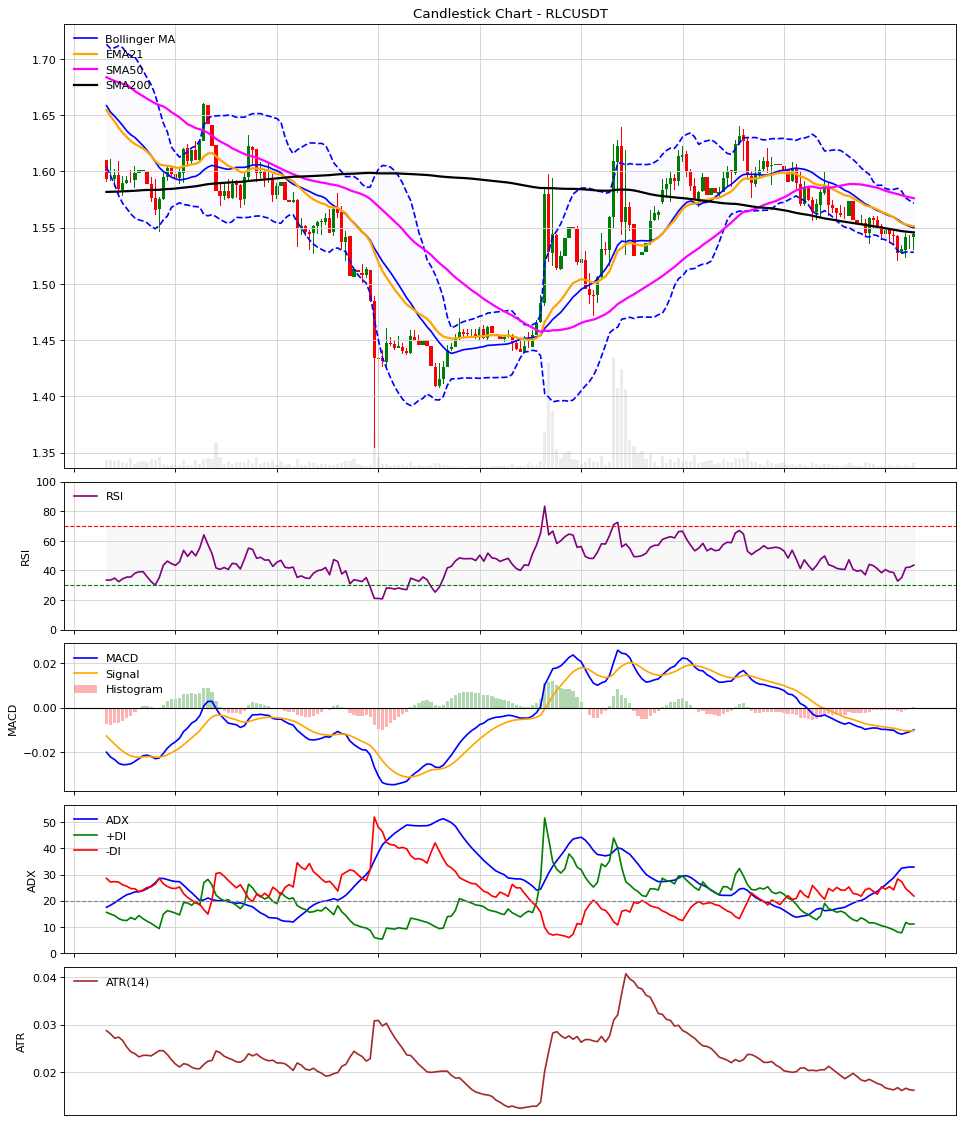 Candlestick Chart - RLCUSDT
Bollinger MA
EMA21
SMA50
SMA200
1.70
1.65
1.60
1.55
1.50
1.45
1.40
1.35
RSI
100
80
60
40
20
0
RSI
MACD
Signal
Histogram
0.02
0.00
−0.02
MACD
ADX
+DI
-DI
50
40
30
20
10
0
ADX
ATR(14)
0.04
0.03
0.02
ATR